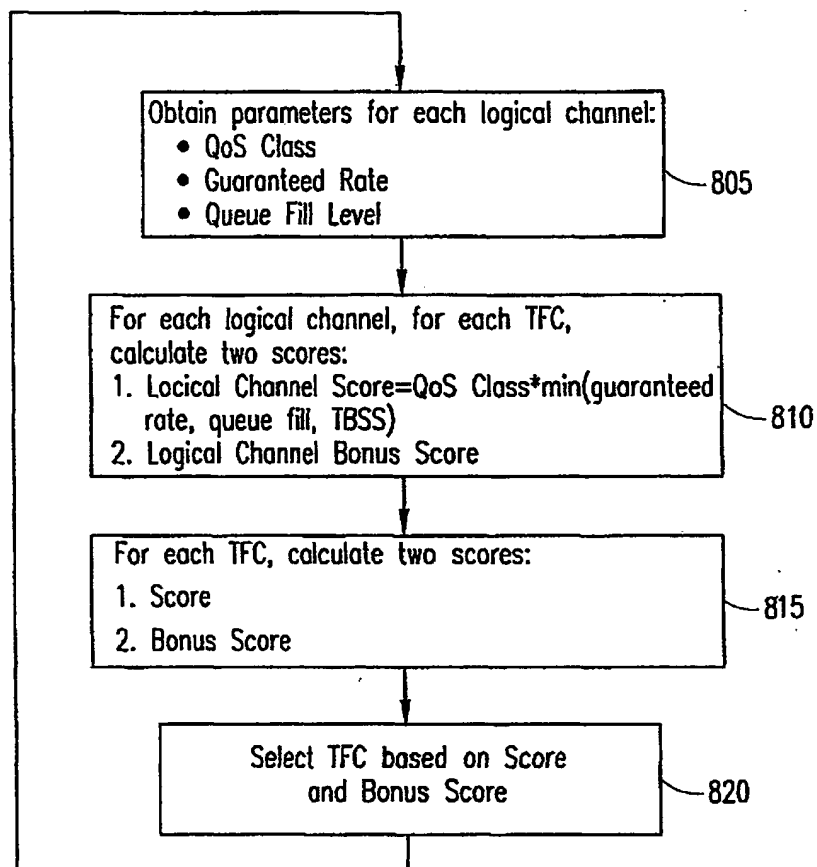 Obtain parameters for each logical channel:
• QoS Class
• Guaranteed Rate
• Queue Fill Level
805
For each logical channel, for each TFC,
calculate two scores:
1. Locical Channel Score=QoS Class*min(guaranteed
rate, queue fill, TBSS)
2. Logical Channel Bonus Score
810
For each TFC, calculate two scores:
1. Score
2. Bonus Score
815
Select TFC based on Score
and Bonus Score
820